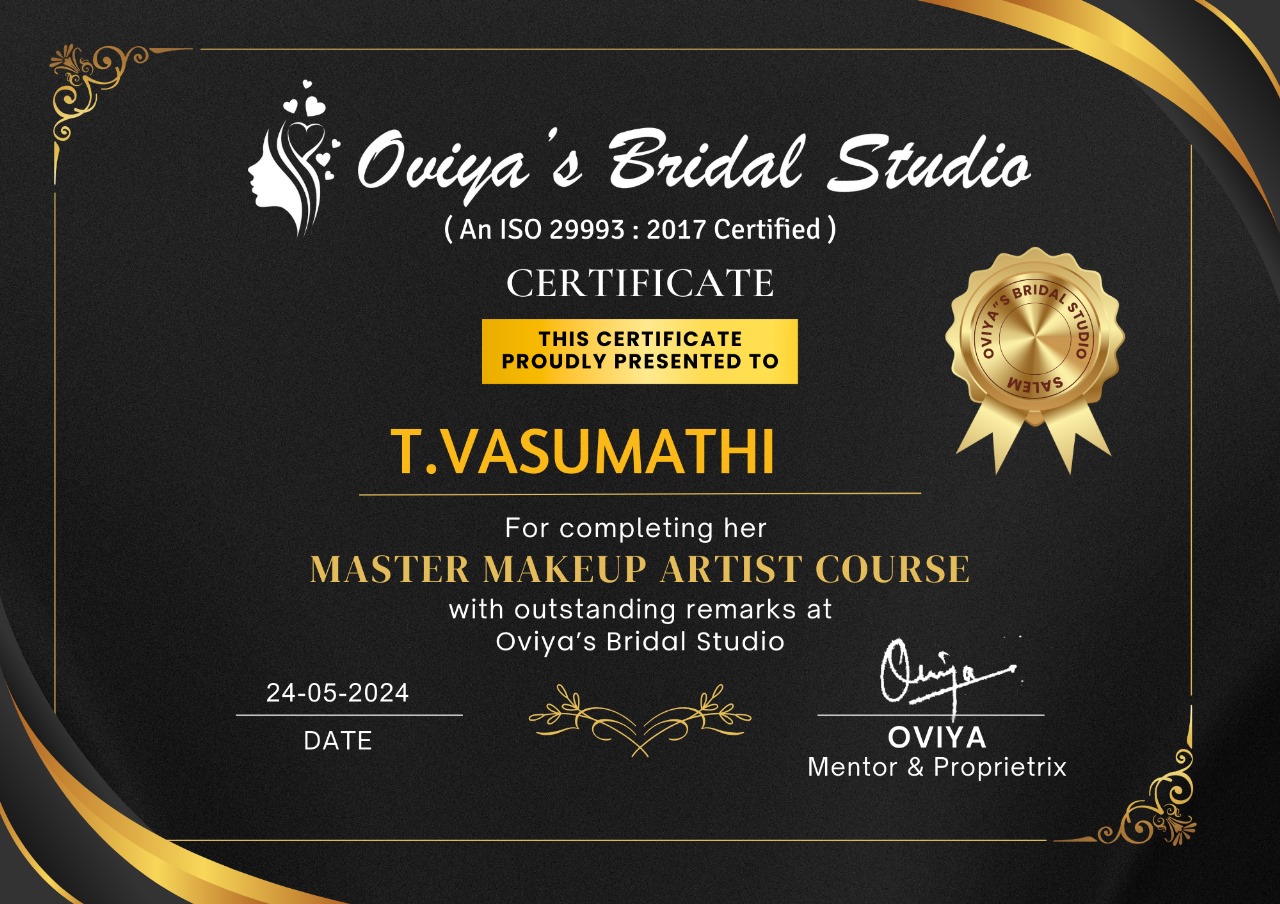 Oviya's Bridal Studio
( An ISO 29993 : 2017 Certified )
CERTIFICATE
THIS CERTIFICATE
PROUDLY PRESENTED TO
OVIYA"S BRIDAL STUDIO
SALEM
T.VASUMATHI
For completing her
MASTER MAKEUP ARTIST COURSE
with outstanding remarks at
Oviya's Bridal Studio
24-05-2024
DATE
Oviya
OVIYA
Mentor & Proprietrix